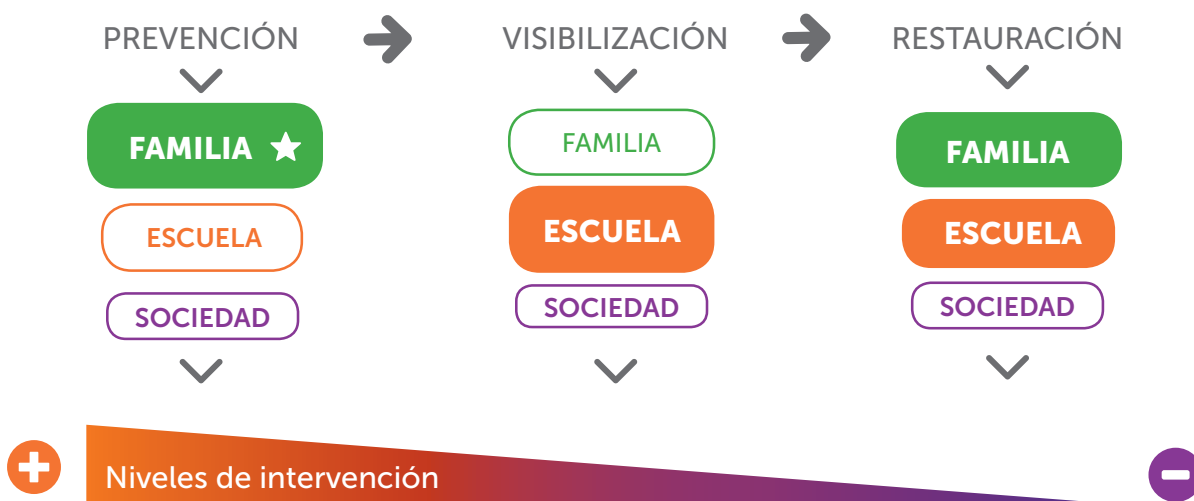 PREVENCIÓN
FAMILIA
ESCUELA
SOCIEDAD
VISIBILIZACIÓN
FAMILIA
ESCUELA
SOCIEDAD
RESTAURACIÓN
FAMILIA
ESCUELA
SOCIEDAD
Niveles de intervención